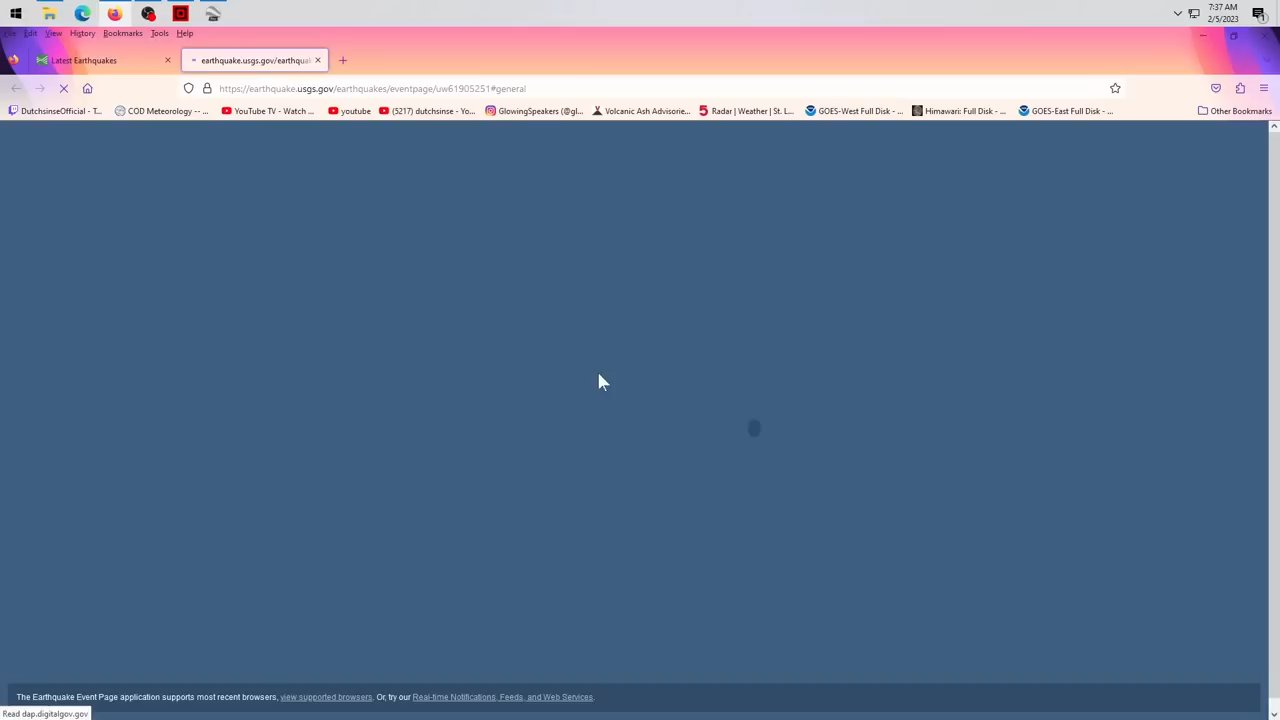 7:37 AM
2/5/2023
File Edit View History Bookmarks Tools Help
Latest Earthquakes
earthquake.usgs.gov/earthqua
https://earthquake.usgs.gov/earthquakes/eventpage/uw61905251#general
DutchsinseOfficial - T... COD Meteorology -- ... YouTube TV - Watch ... youtube (5217) dutchsinse - Yo... GlowingSpeakers (@gl... Volcanic Ash Advisorie... Radar | Weather | St. L... GOES-West Full Disk - ... Himawari: Full Disk - ... GOES-East Full Disk - ... Other Bookmarks
The Earthquake Event Page application supports most recent browsers, view supported browsers. Or, try our Real-time Notifications, Feeds, and Web Services.
Read dap.digitalgov.gov